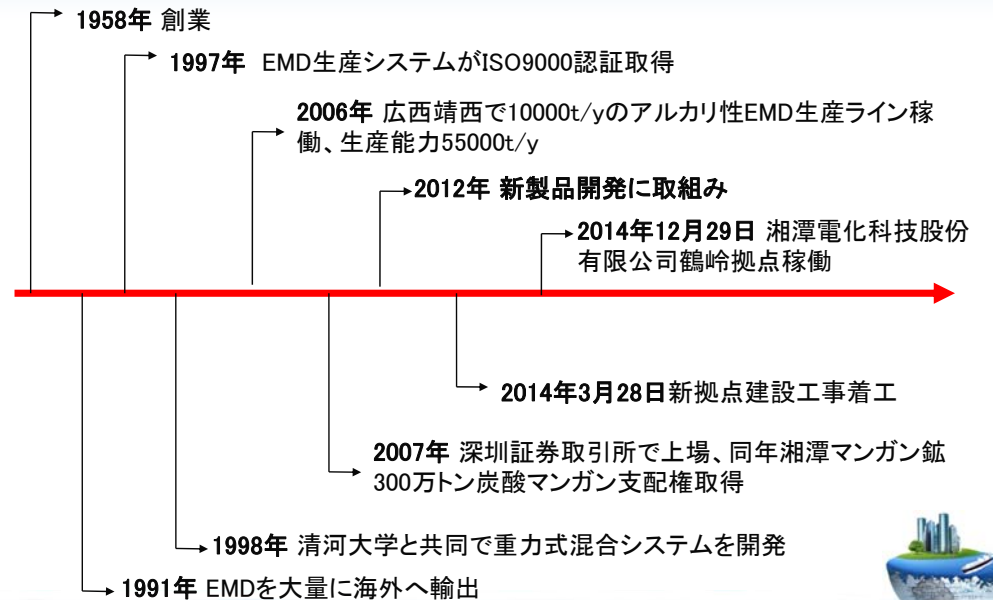 1958年 創業
1997年 EMD生産システムがISO9000認証取得
2006年 広西靖西で10000t/yのアルカリ性EMD生産ライン稼
働、生産能力55000t/y
2012年 新製品開発に取組み
2014年12月29日 湘潭電化科技股份
有限公司鶴岭拠点稼働
2014年3月28日新拠点建設工事着工
2007年 深圳証券取引所で上場、同年湘潭マンガン鉱
300万トン炭酸マンガン支配権取得
1998年 清河大学と共同で重力式混合システムを開発
1991年 EMDを大量に海外へ輸出